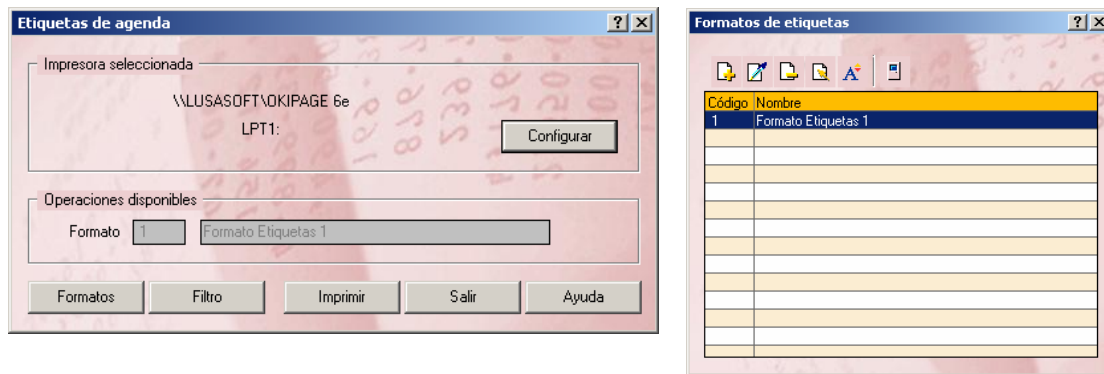 Etiquetas de agenda
Impresora seleccionada
\\LUSASOFT\OKIPAGE 6e
LPT1:
Configurar
Operaciones disponibles
Formato 1 Formato Etiquetas 1
Formatos Filtro Imprimir Salir Ayuda
Formatos de etiquetas
Código Nombre
1 Formato Etiquetas 1